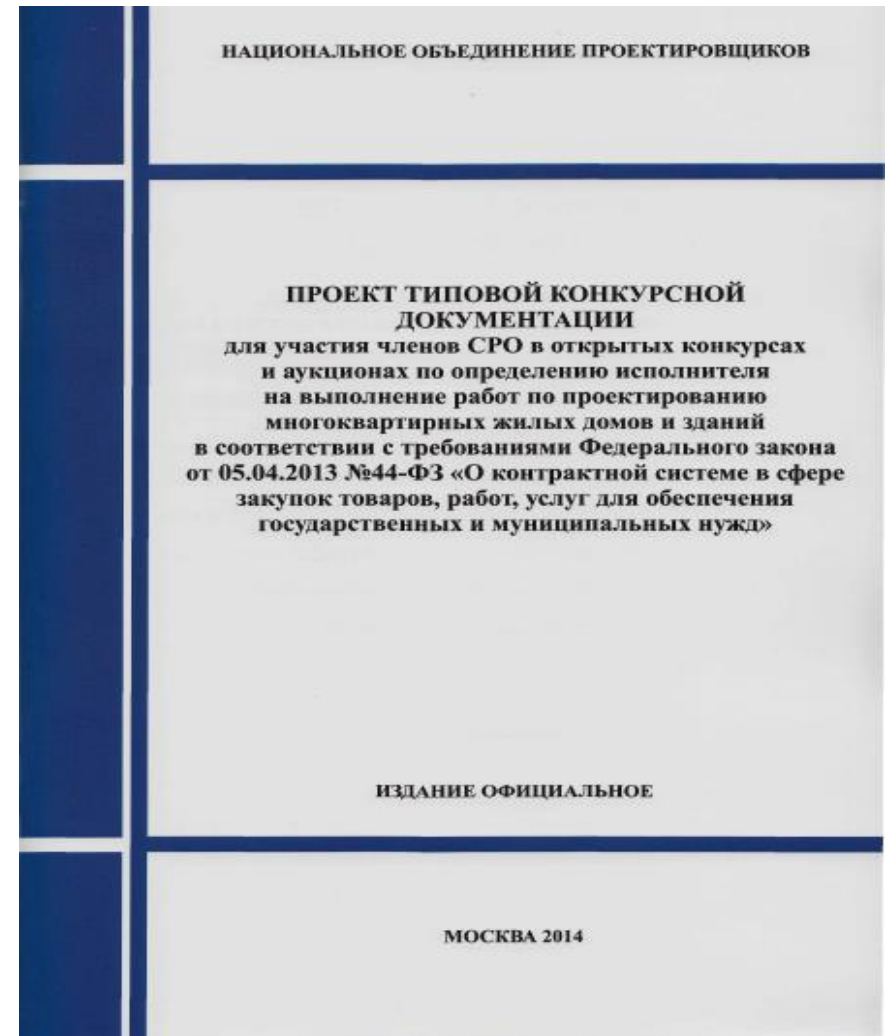 НАЦИОНАЛЬНОЕ ОБЪЕДИНЕНИЕ ПРОЕКТИРОВЩИКОВ
ПРОЕКТ ТИПОВОЙ КОНКУРСНОЙ
ДОКУМЕНТАЦИИ
для участия членов СРО в открытых конкурсах
и аукционах по определению исполнителя
на выполнение работ по проектированию
многоквартирных жилых домов и зданий
в соответствии с требованиями Федерального закона
от 05.04.2013 №44-ФЗ «О контрактной системе в сфере
закупок товаров, работ, услуг для обеспечения
государственных и муниципальных нужд»
ИЗДАНИЕ ОФИЦИАЛЬНОЕ
МОСКВА 2014